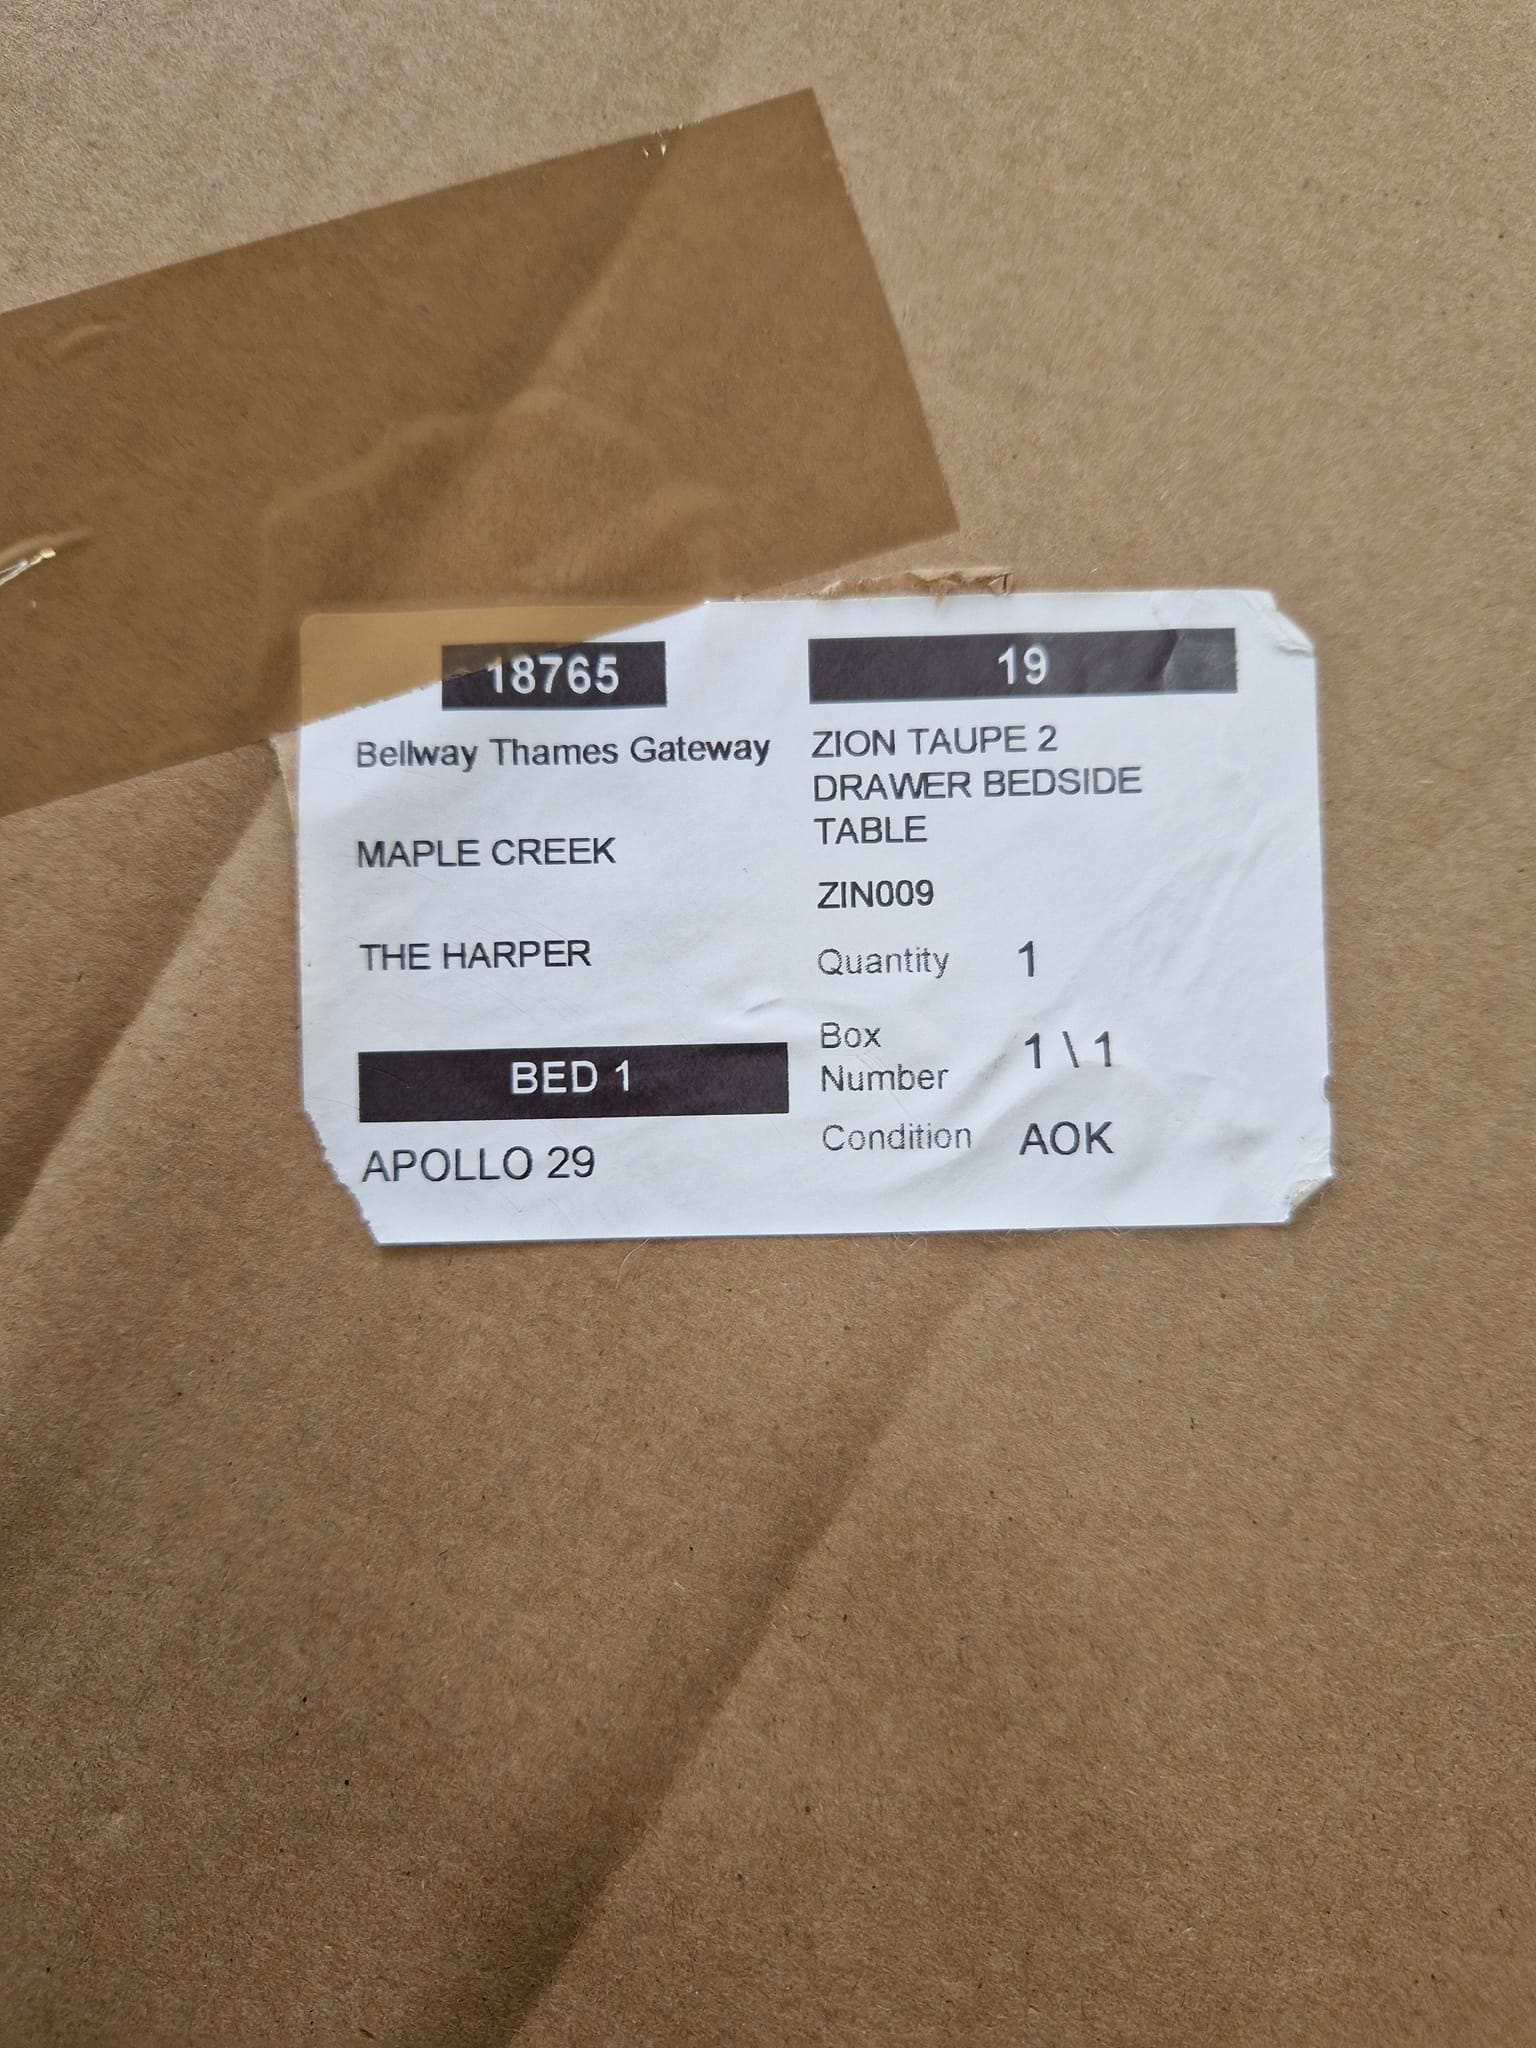 18765
Bellway Thames Gateway
MAPLE CREEK
THE HARPER
BED 1
APOLLO 29
19
ZION TAUPE 2
DRAWER BEDSIDE
TABLE
ZIN009
Quantity 1
Box
Number 1 \ 1
Condition AOK